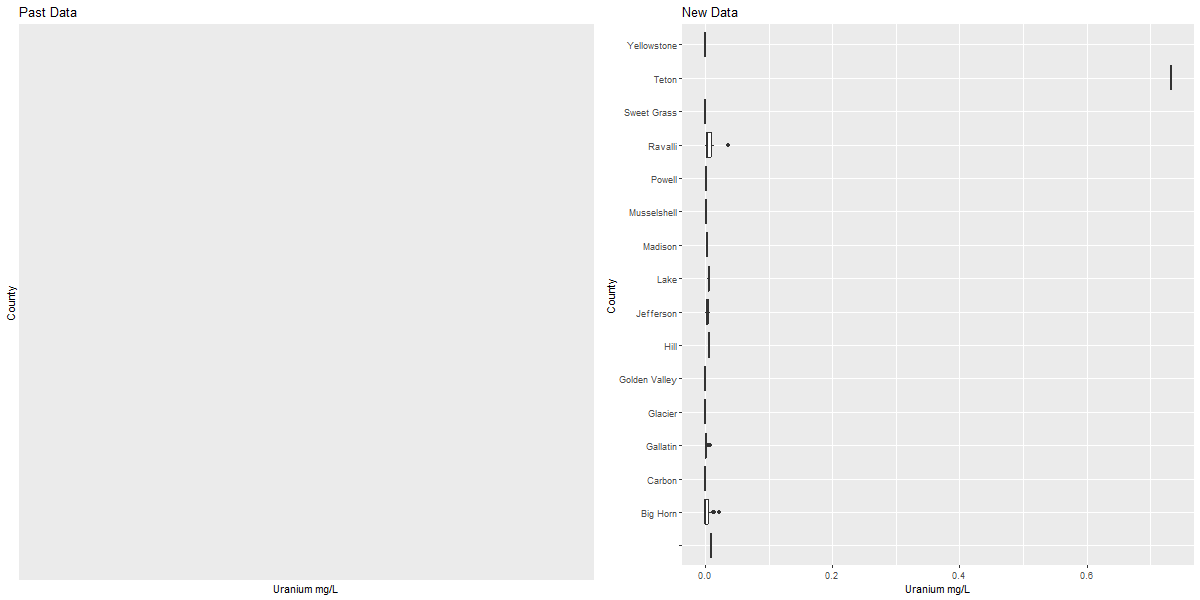 Past Data
County
Uranium mg/L
New Data
County
Yellowstone
Teton
Sweet Grass
Ravalli
Powell
Musselshell
Madison
Lake
Jefferson
Hill
Golden Valley
Glacier
Gallatin
Carbon
Big Horn
0.0 0.2 0.4 0.6
Uranium mg/L